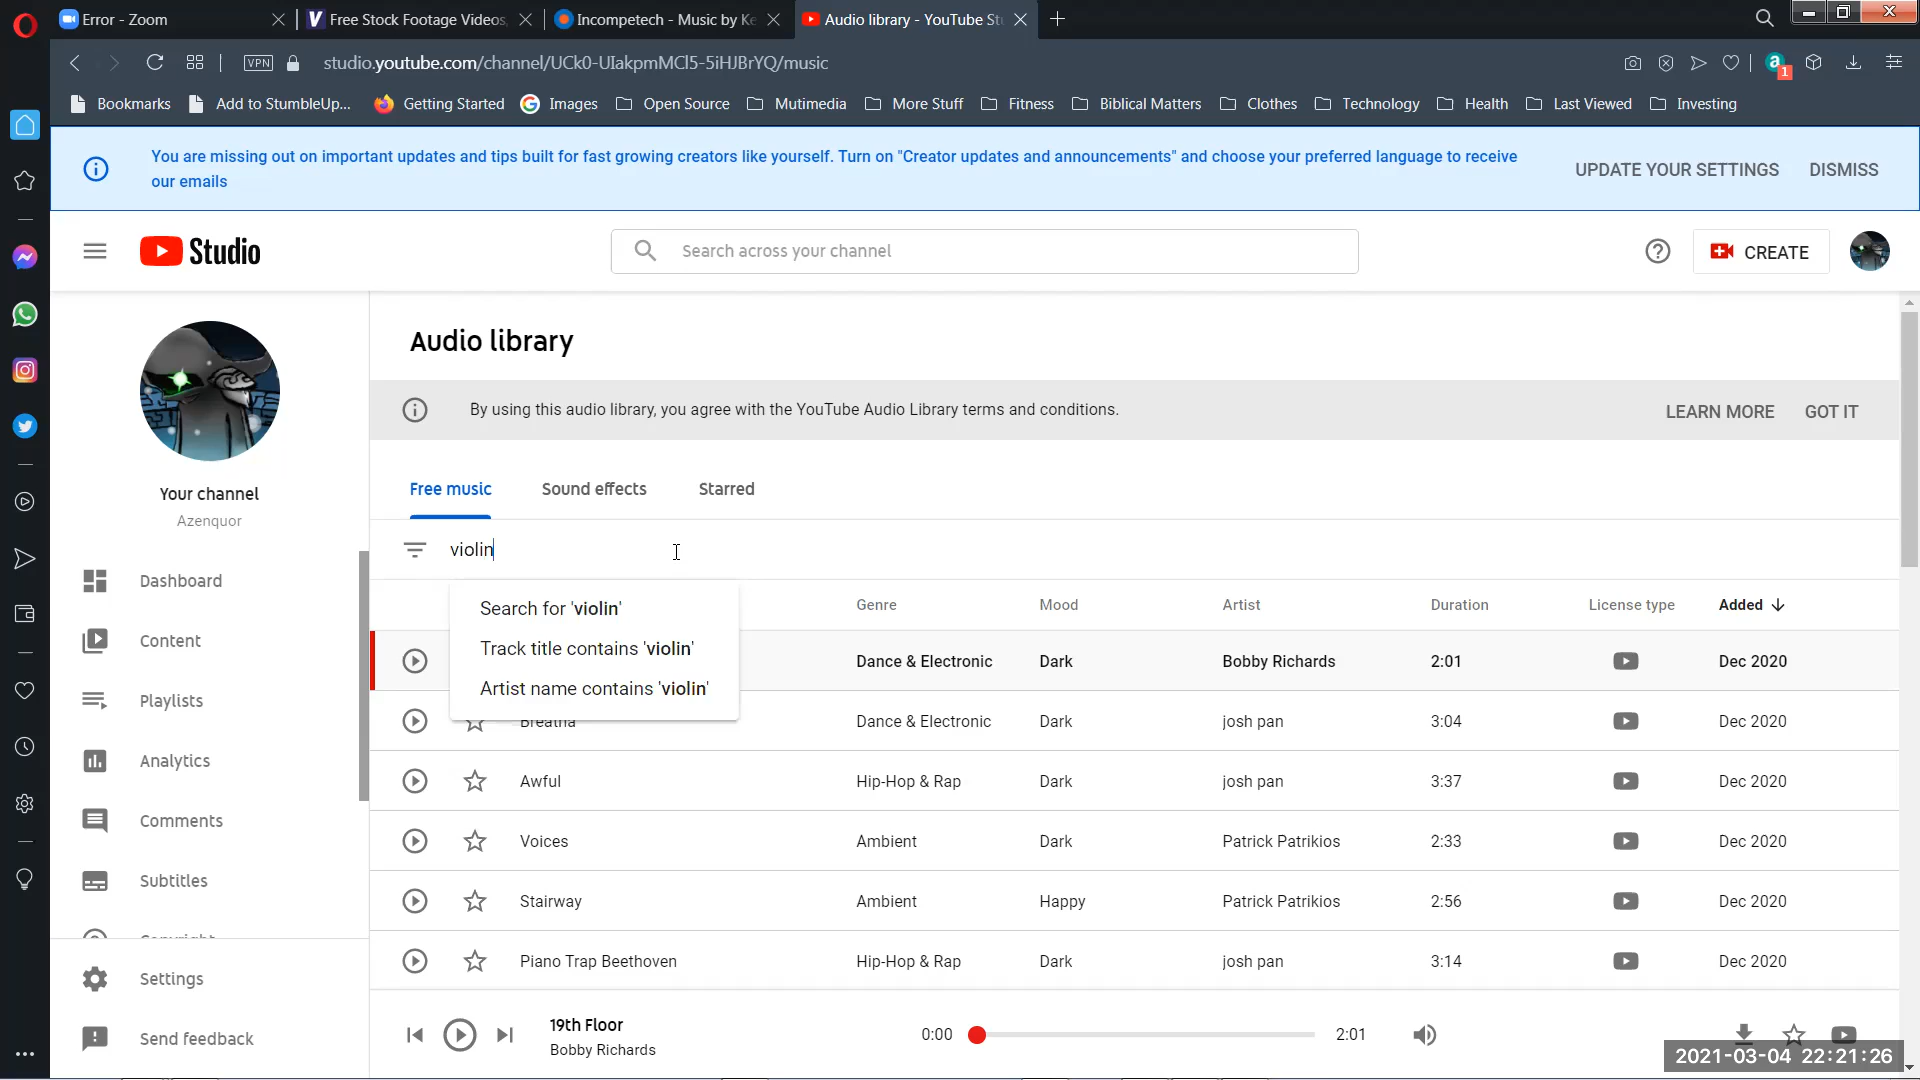 Error - Zoom
Free Stock Footage Videos,
Incompetech - Music by Ke
Audio library - YouTube St
VPN
studio.youtube.com/channel/UCk0-UIakpmMCl5-5iHJBrYQ/music
a
1
Bookmarks
Add to StumbleUp...
Getting Started
Images
Open Source
Mutimedia
More Stuff
Fitness
Biblical Matters
Clothes
Technology
Health
Last Viewed
Investing
You are missing out on important updates and tips built for fast growing creators like yourself. Turn on "Creator updates and announcements" and choose your preferred language to receive
our emails
UPDATE YOUR SETTINGS
DISMISS
Studio
Search across your channel
CREATE
Your channel
Azenquor
Dashboard
Content
Playlists
Analytics
Comments
Subtitles
Settings
Send feedback
Audio library
By using this audio library, you agree with the YouTube Audio Library terms and conditions.
LEARN MORE
GOT IT
Free music
Sound effects
Starred
violin
Search for 'violin'
Track title contains 'violin'
Artist name contains 'violin'
Genre Mood Artist Duration License type Added
Dance & Electronic Dark Bobby Richards 2:01 Dec 2020
Breatha Dance & Electronic Dark josh pan 3:04 Dec 2020
Awful Hip-Hop & Rap Dark josh pan 3:37 Dec 2020
Voices Ambient Dark Patrick Patrikios 2:33 Dec 2020
Stairway Ambient Happy Patrick Patrikios 2:56 Dec 2020
Piano Trap Beethoven Hip-Hop & Rap Dark josh pan 3:14 Dec 2020
19th Floor
Bobby Richards
0:00
2:01
2021-03-04 22:21:26